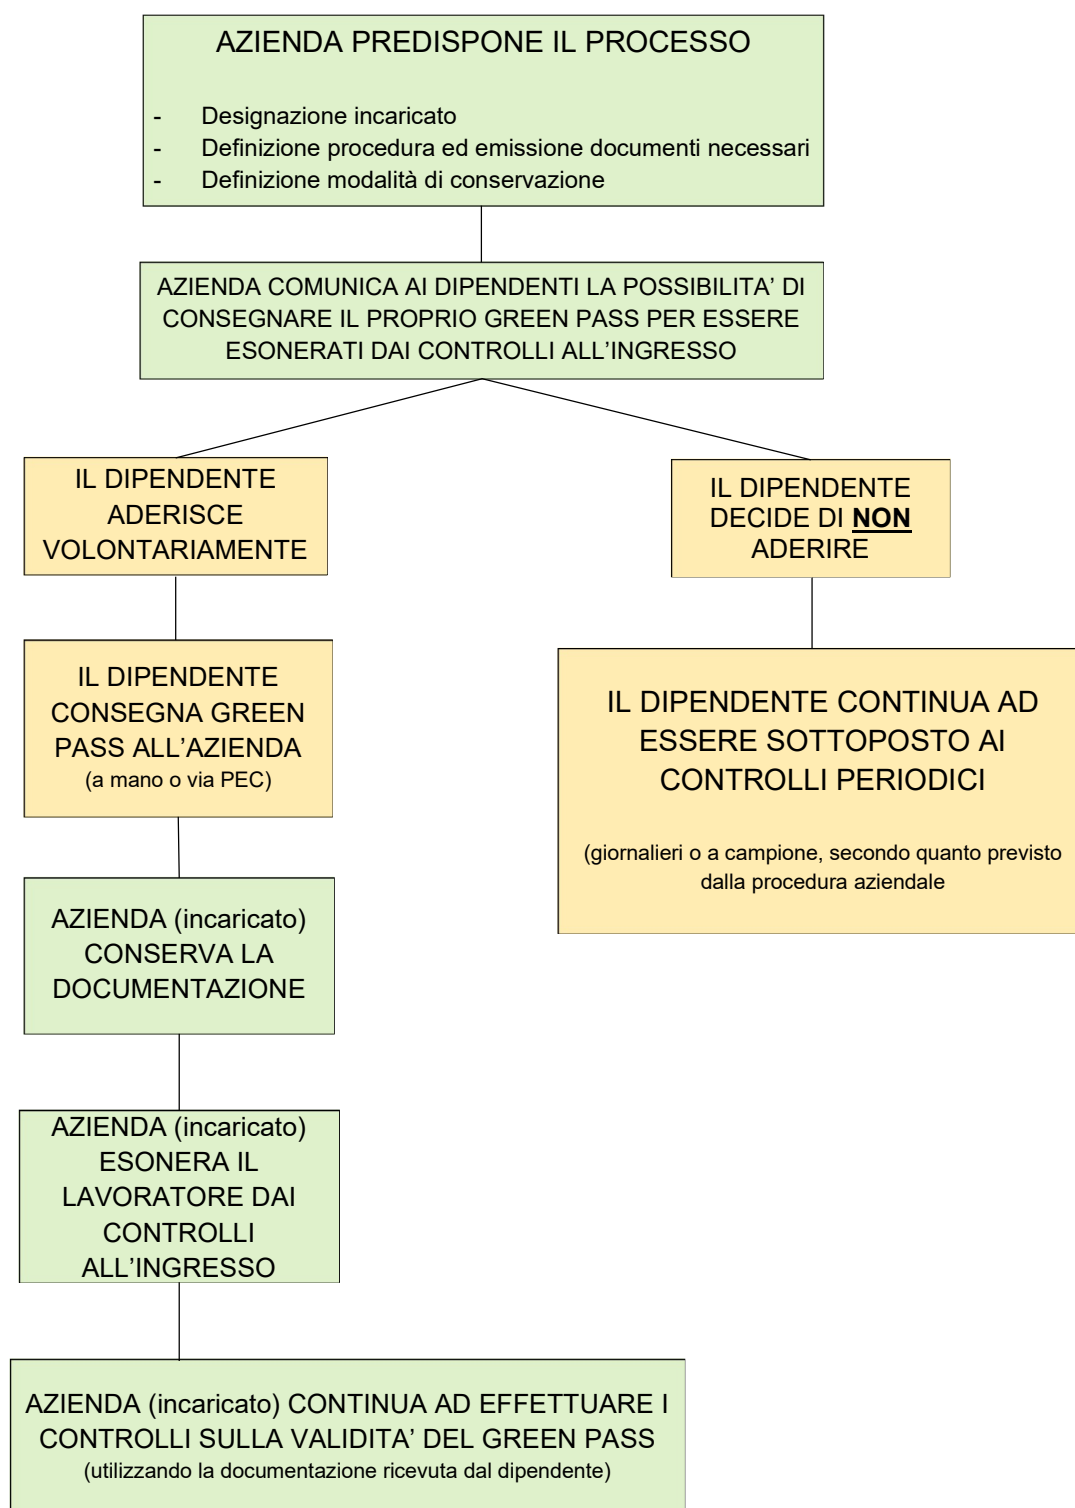 AZIENDA PREDISPONE IL PROCESSO
- Designazione incaricato
- Definizione procedura ed emissione documenti necessari
- Definizione modalità di conservazione
AZIENDA COMUNICA AI DIPENDENTI LA POSSIBILITA’ DI
CONSEGNARE IL PROPRIO GREEN PASS PER ESSERE
ESONERATI DAI CONTROLLI ALL’INGRESSO
IL DIPENDENTE
ADERISCE
VOLONTARIAMENTE
IL DIPENDENTE
DECIDE DI NON
ADERIRE
IL DIPENDENTE
CONSEGNA GREEN
PASS ALL’AZIENDA
(a mano o via PEC)
IL DIPENDENTE CONTINUA AD
ESSERE SOTTOPOSTO AI
CONTROLLI PERIODICI
(giornalieri o a campione, secondo quanto previsto
dalla procedura aziendale
AZIENDA (incaricato)
CONSERVA LA
DOCUMENTAZIONE
AZIENDA (incaricato)
ESONERA IL
LAVORATORE DAI
CONTROLLI
ALL’INGRESSO
AZIENDA (incaricato) CONTINUA AD EFFETTUARE I
CONTROLLI SULLA VALIDITA’ DEL GREEN PASS
(utilizzando la documentazione ricevuta dal dipendente)